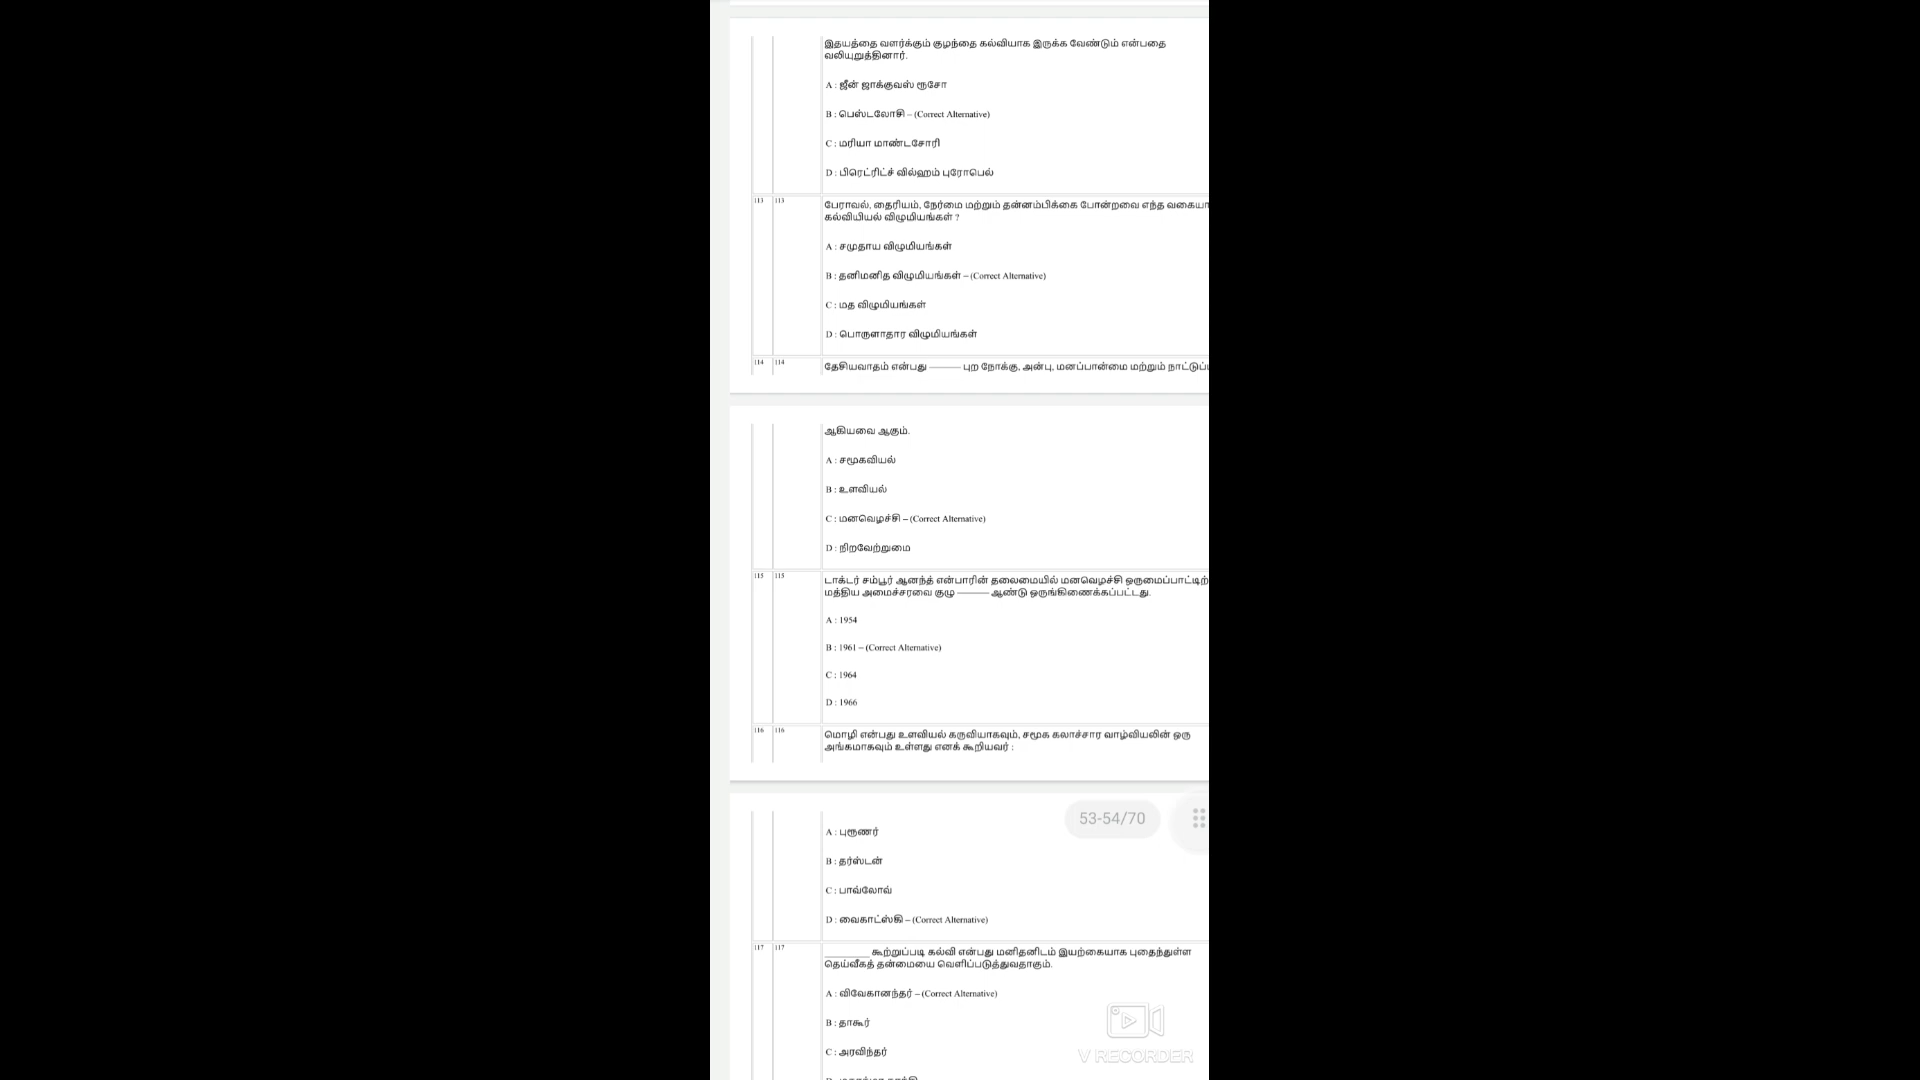 இதயத்தை வளர்க்கும் குழந்தை கல்வியாக இருக்க வேண்டும் என்பதை
வலியுறுத்தினார்.
A : ஜீன் ஜாக்குவஸ் ரூசோ
B : பெஸ்டலோசி – (Correct Alternative)
C : மரியா மாண்டசோரி
D : பிரெட்ரிட்ச் வில்ஹம் புரோபெல்
113 113
பேராவல், தைரியம், நேர்மை மற்றும் தன்னம்பிக்கை போன்றவை எந்த
கல்வியியல் விழுமியங்கள் ?
A : சமுதாய விழுமியங்கள்
B : தனிமனித விழுமியங்கள் – (Correct Alternative)
C : மத விழுமியங்கள்
D : பொருளாதார விழுமியங்கள்
114 114
தேசியவாதம் என்பது ——— புற நோக்கு, அன்பு, மனப்பான்மை மற்றும்
ஆகியவை ஆகும்.
A : சமூகவியல்
B : உளவியல்
C : மனவெழச்சி – (Correct Alternative)
D : நிறவேற்றுமை
115 115
டாக்டர் சம்பூர் ஆனந்த் என்பாரின் தலைமையில் மனவெழச்சி
மத்திய அமைச்சரவை குழு ——— ஆண்டு ஒருங்கிணைக்கப்பட்டது.
A : 1954
B : 1961 – (Correct Alternative)
C : 1964
D : 1966
116 116
மொழி என்பது உளவியல் கருவியாகவும், சமூக கலாச்சார வாழ்வியலின் ஒரு
அங்கமாகவும் உள்ளது எனக் கூறியவர் :
53-54/70
A : புரூணர்
B : தர்ஸ்டன்
C : பாவ்லோவ்
D : வைகாட்ஸ்கி – (Correct Alternative)
117 117
_________ கூற்றுப்படி கல்வி என்பது மனிதனிடம் இயற்கையாக புதைந்துள்ள
தெய்வீகத் தன்மையை வெளிப்படுத்துவதாகும்.
A : விவேகானந்தர் – (Correct Alternative)
B : தாகூர்
C : அரவிந்தர்
V RECORDER